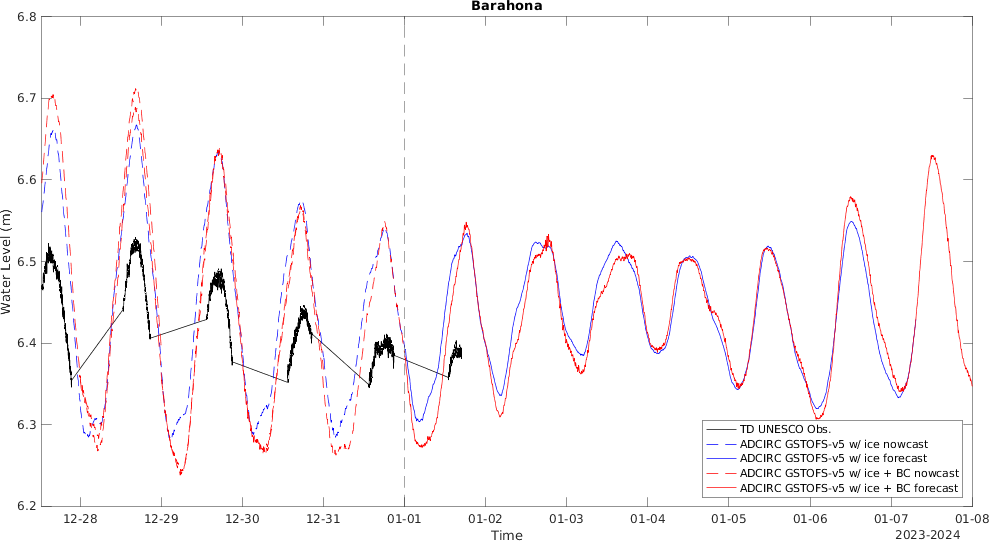 Barahona
6.8
6.7
6.6
6.5
6.4
6.3
6.2
Water Level (m)
TD UNESCO Obs.
ADCIRC GSTOFS-v5 w/ ice nowcast
ADCIRC GSTOFS-v5 w/ ice forecast
ADCIRC GSTOFS-v5 w/ ice + BC nowcast
ADCIRC GSTOFS-v5 w/ ice + BC forecast
12-28 12-29 12-30 12-31 01-01 01-02 01-03 01-04 01-05 01-06 01-07 01-08
Time
2023-2024